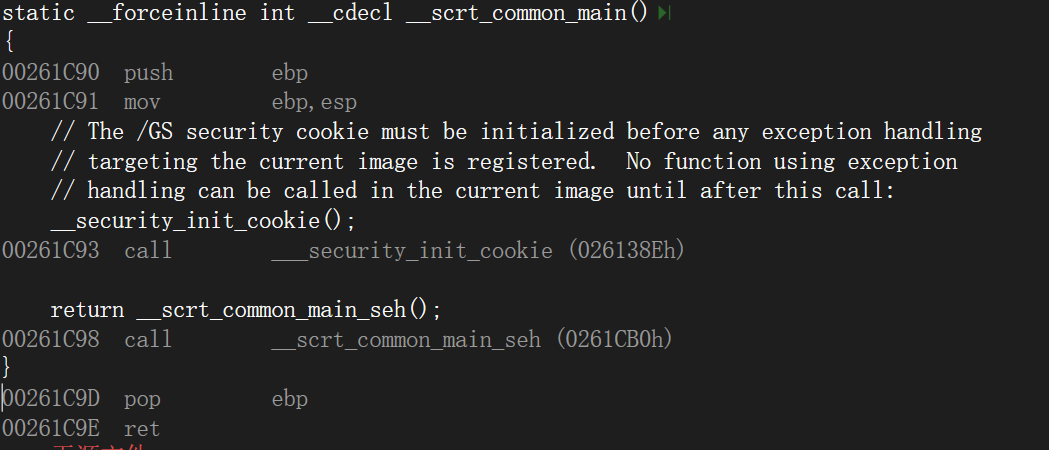 static __forceinline int __cdecl __scrt_common_main()
{
00261C90  push        ebp
00261C91  mov         ebp,esp
    // The /GS security cookie must be initialized before any exception handling
    // targeting the current image is registered.  No function using exception
    // handling can be called in the current image until after this call:
    __security_init_cookie();
00261C93  call        ___security_init_cookie (026138Eh)

    return __scrt_common_main_seh();
00261C98  call        __scrt_common_main_seh (0261CB0h)
}
00261C9D  pop         ebp
00261C9E  ret